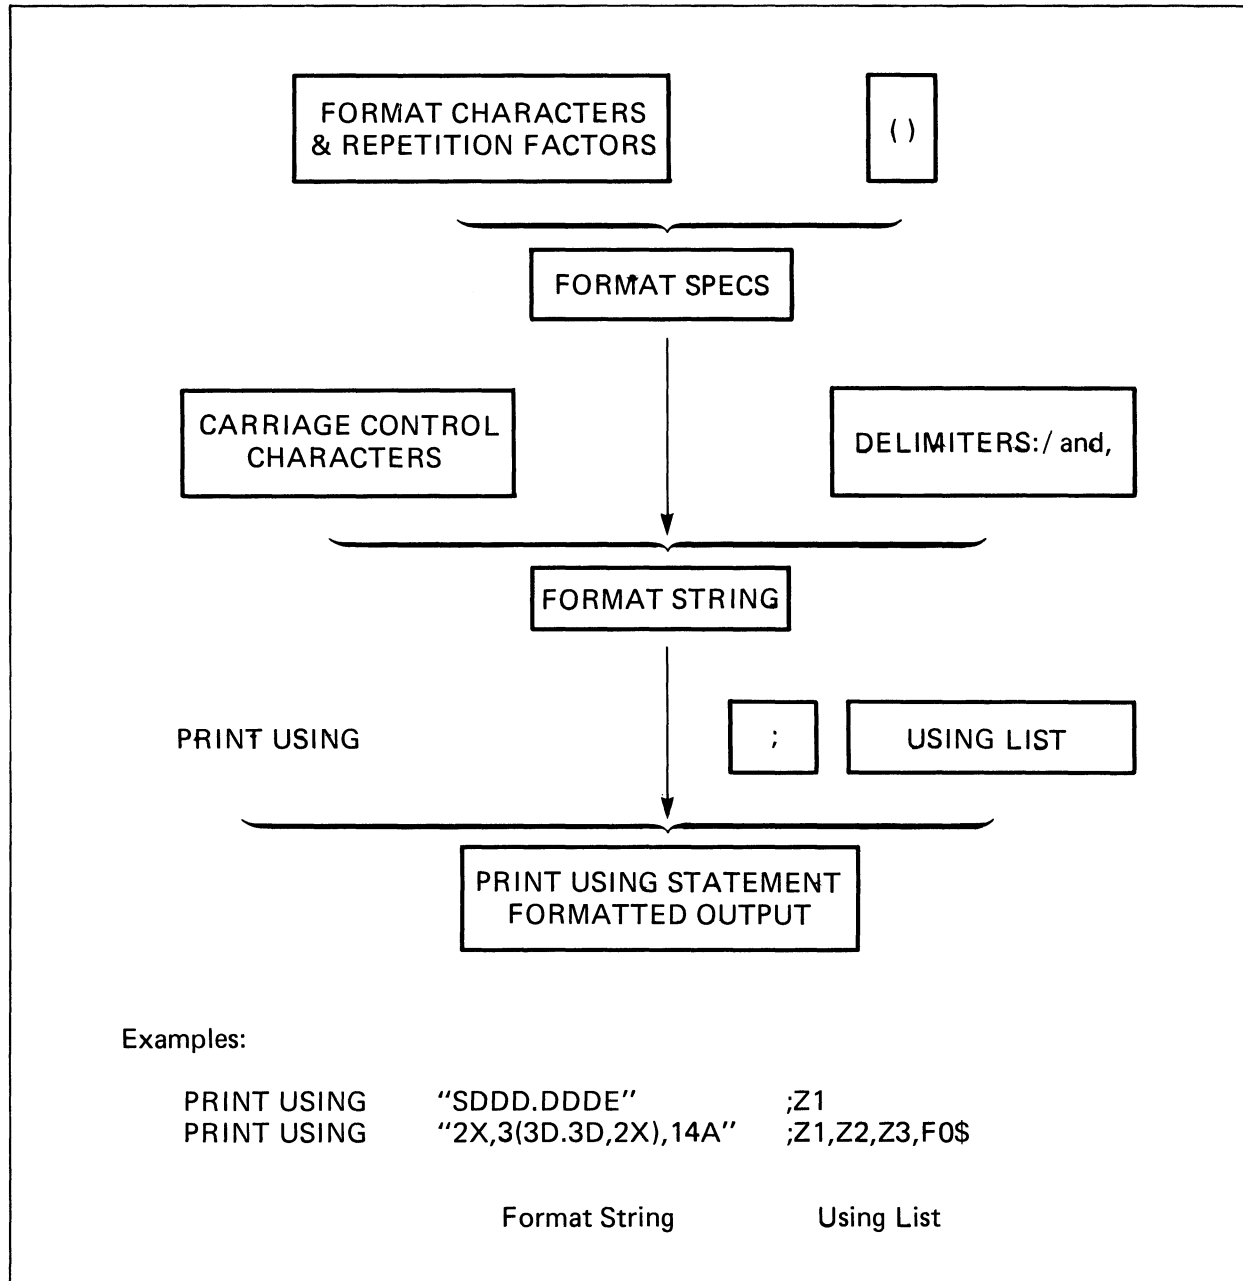 FORMAT CHARACTERS
& REPETITION FACTORS
( )
FORMAT SPECS
CARRIAGE CONTROL
CHARACTERS
DELIMITERS:/ and,
FORMAT STRING
PRINT USING
;
USING LIST
PRINT USING STATEMENT
FORMATTED OUTPUT
Examples:
PRINT USING "SDDD.DDDE" ;Z1
PRINT USING "2X,3(3D.3D,2X),14A" ;Z1,Z2,Z3,F0$
Format String Using List